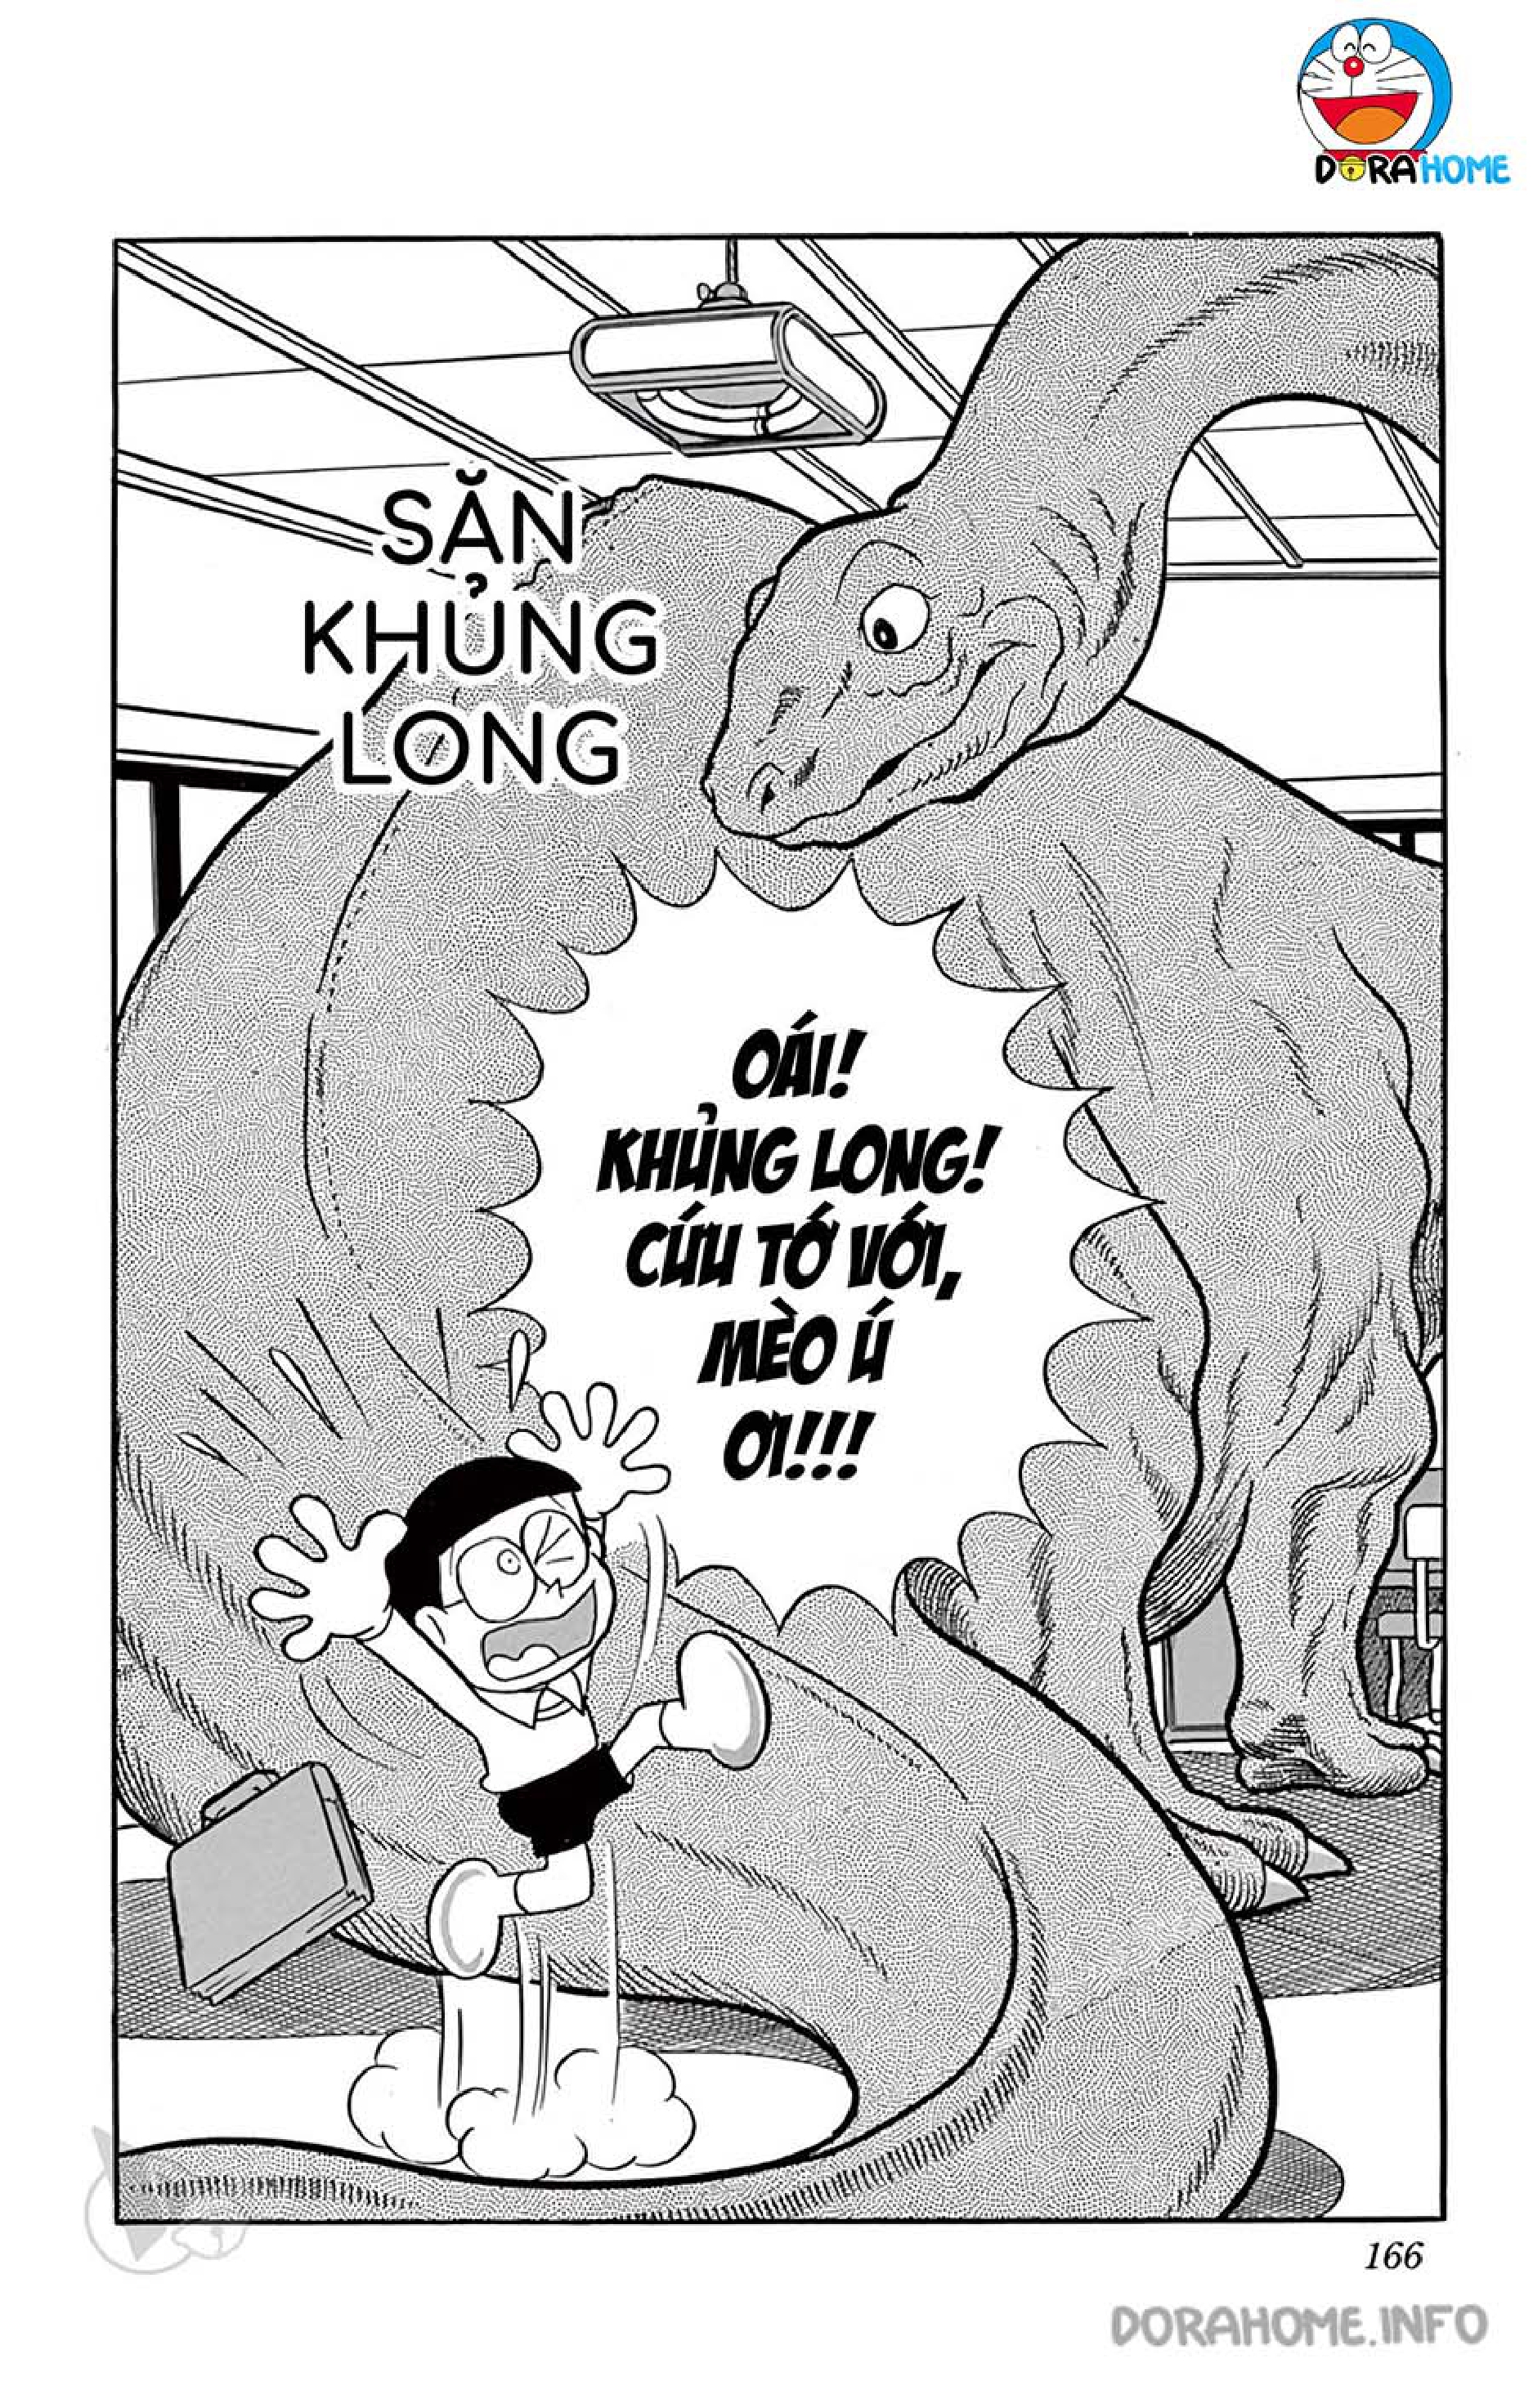 DORAHOME
SĂN
KHỦNG
LONG
OÁI!
KHỦNG LONG!
CỨU TỚ VỚI,
MÈO Ú
ƠI!!!
166
DORAHOME.INFO